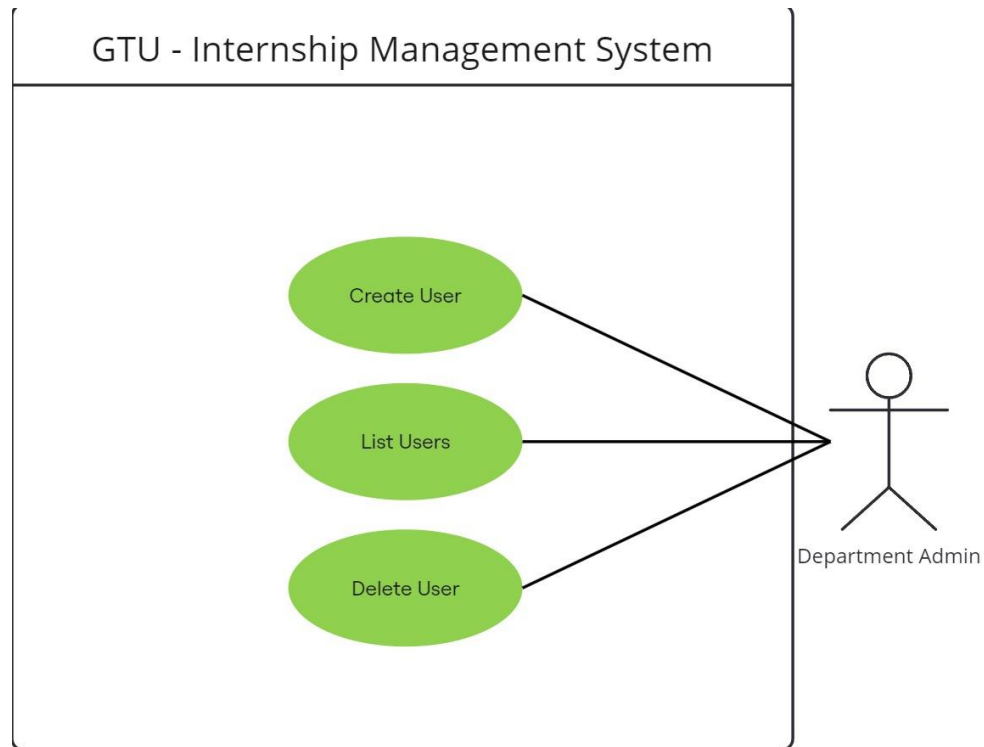 GTU - Internship Management System
Create User
List Users
Delete User
Department Admin